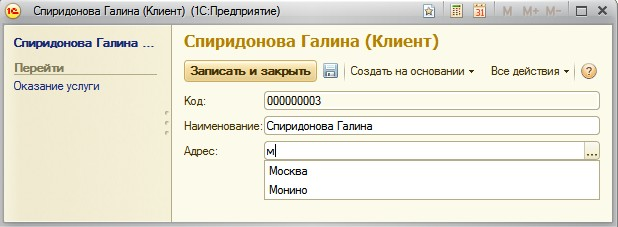 Спиридонова Галина (Клиент) (1С:Предприятие)
M M+ M-
Спиридонова Галина ...
Перейти
Оказание услуги
Спиридонова Галина (Клиент)
Записать и закрыть Создать на основании Все действия ?
Код: 000000003
Наименование: Спиридонова Галина
Адрес: м ...
Москва
Монино